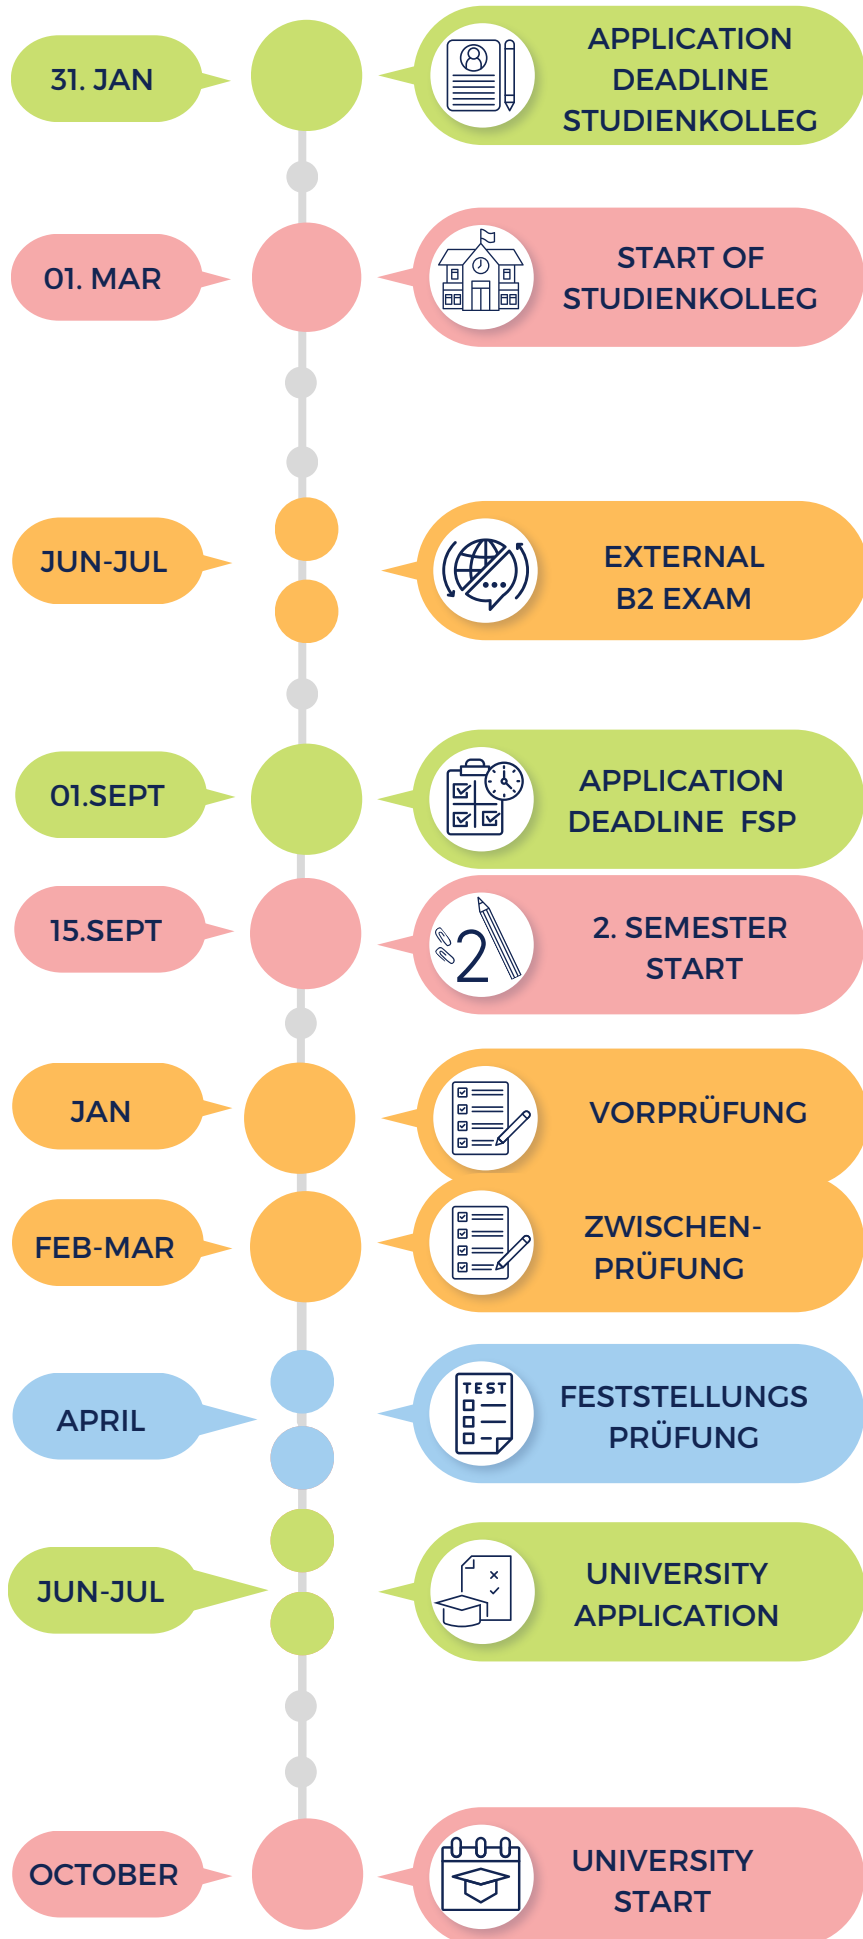 31. JAN
APPLICATION
DEADLINE
STUDIENKOLLEG
01. MAR
START OF
STUDIENKOLLEG
JUN-JUL
EXTERNAL
B2 EXAM
01.SEPT
APPLICATION
DEADLINE FSP
15.SEPT
2
2. SEMESTER
START
JAN
VORPRÜFUNG
FEB-MAR
ZWISCHEN-
PRÜFUNG
APRIL
TEST
FESTSTELLUNGS
PRÜFUNG
JUN-JUL
UNIVERSITY
APPLICATION
OCTOBER
UNIVERSITY
START